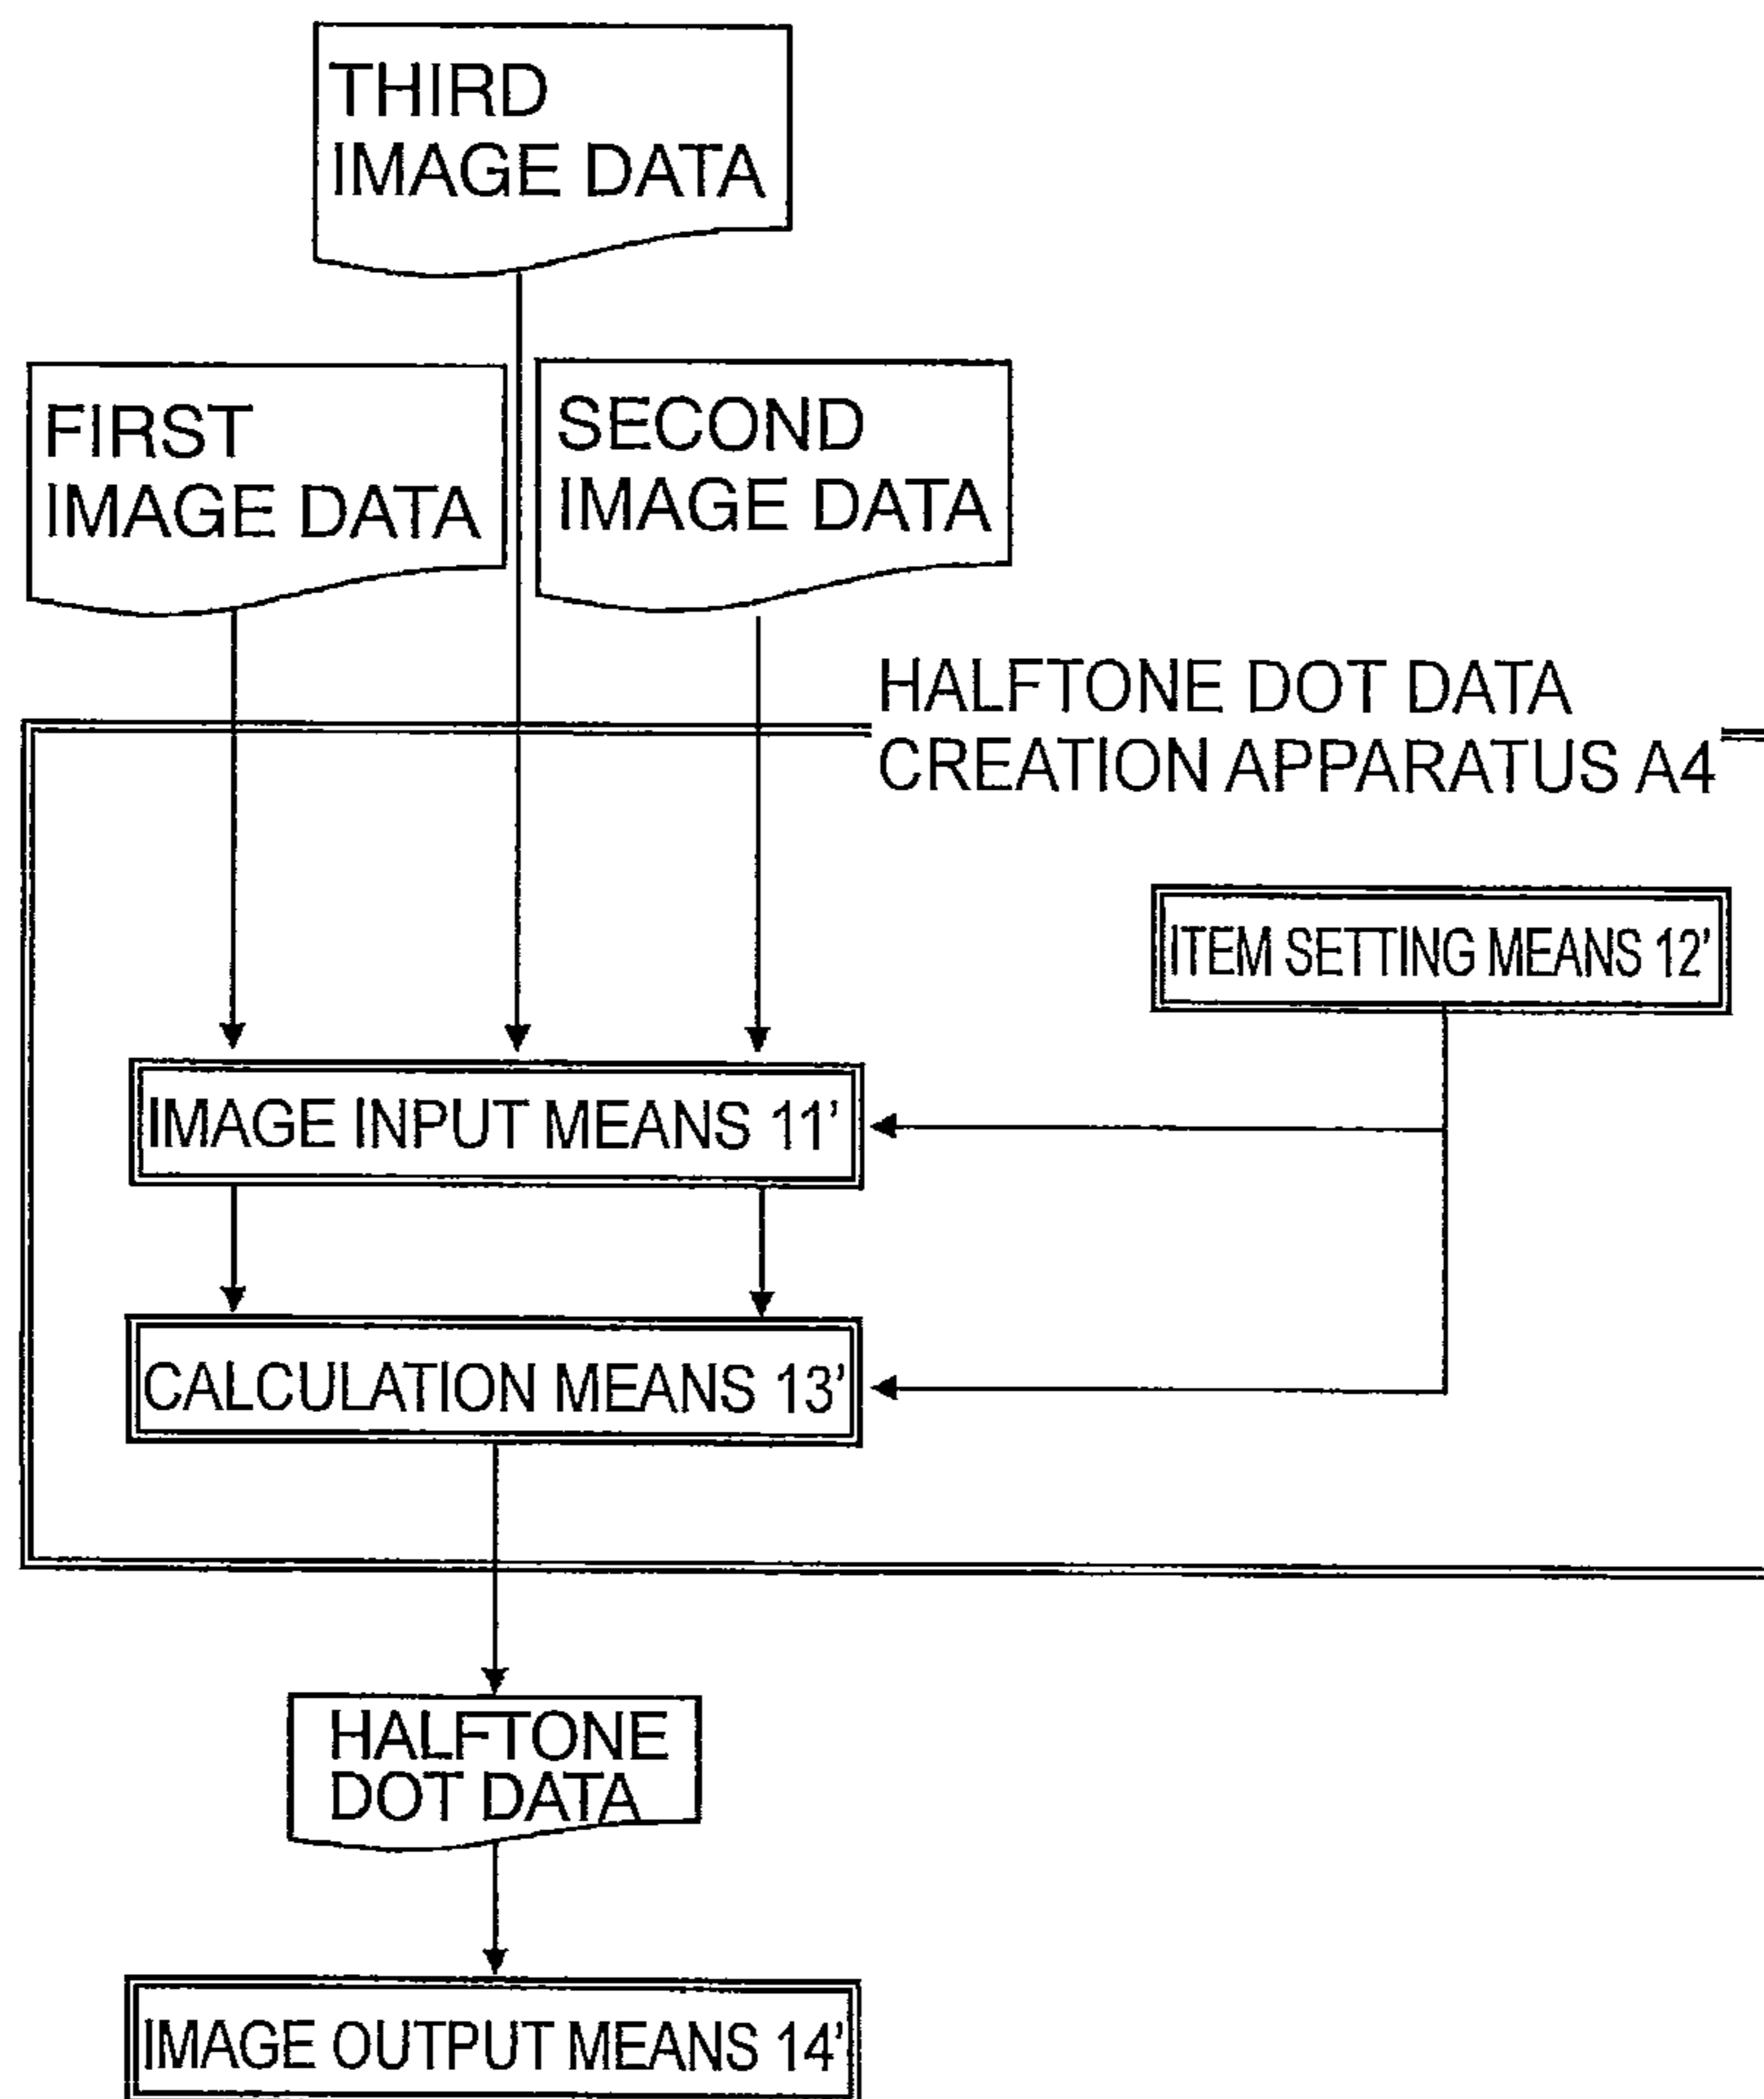 THIRD
IMAGE DATA
FIRST
IMAGE DATA
SECOND
IMAGE DATA
HALFTONE DOT DATA
CREATION APPARATUS A4
ITEM SETTING MEANS 12'
IMAGE INPUT MEANS 11'
CALCULATION MEANS 13'
HALFTONE
DOT DATA
IMAGE OUTPUT MEANS 14'